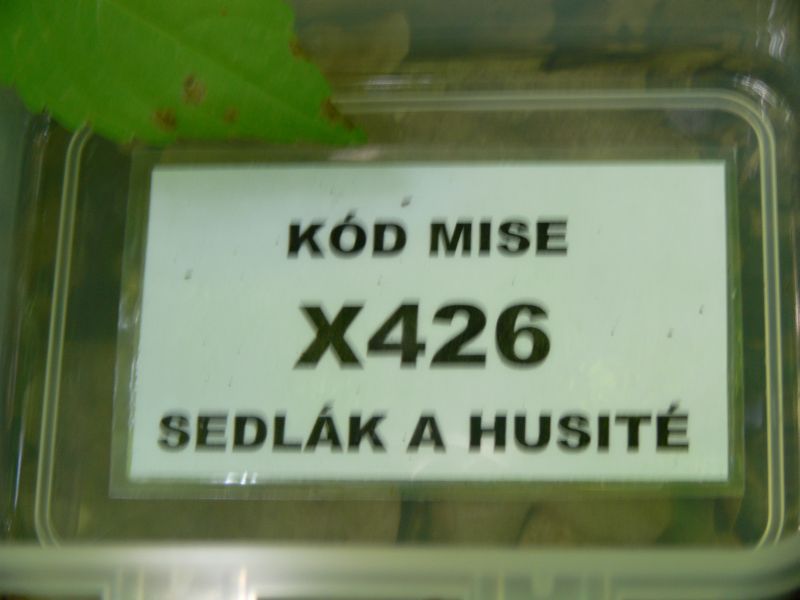 KÓD MISE
X426
SEDLÁK A HUSITÉ